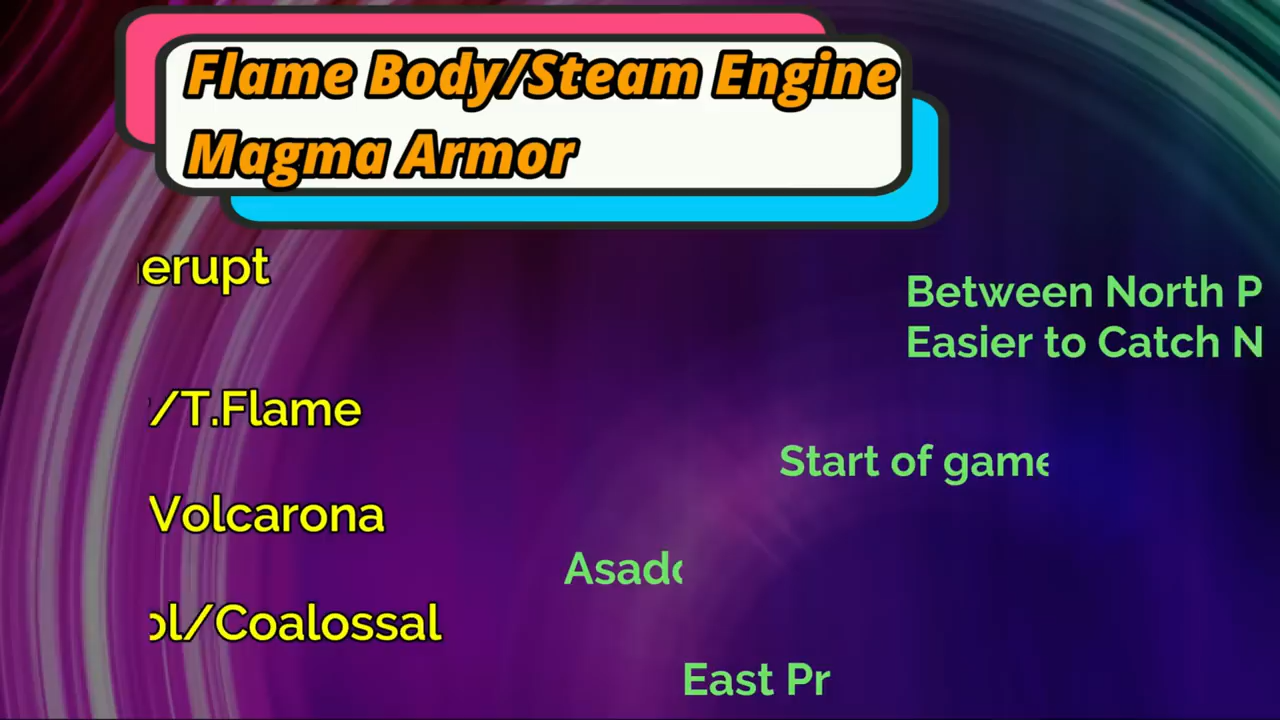 Flame Body/Steam Engine
Magma Armor
erupt
Between North P
Easier to Catch N
/T.Flame
Start of game
Volcarona
Asado
ol/Coalossal
East Pr